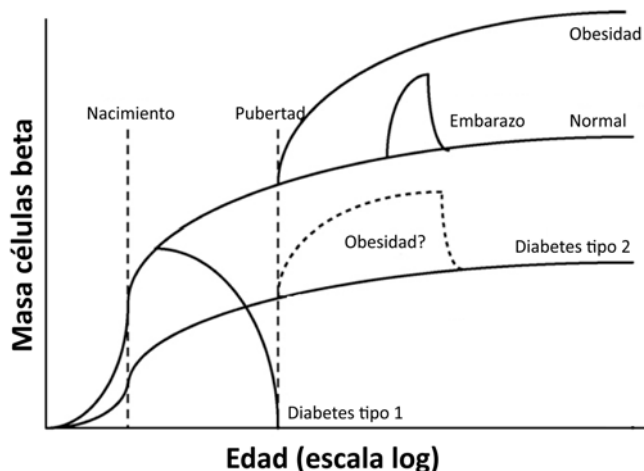 Obesidad
Nacimiento
Pubertad
Embarazo
Normal
Obesidad?
Diabetes tipo 2
Diabetes tipo 1
Masa células beta
Edad (escala log)